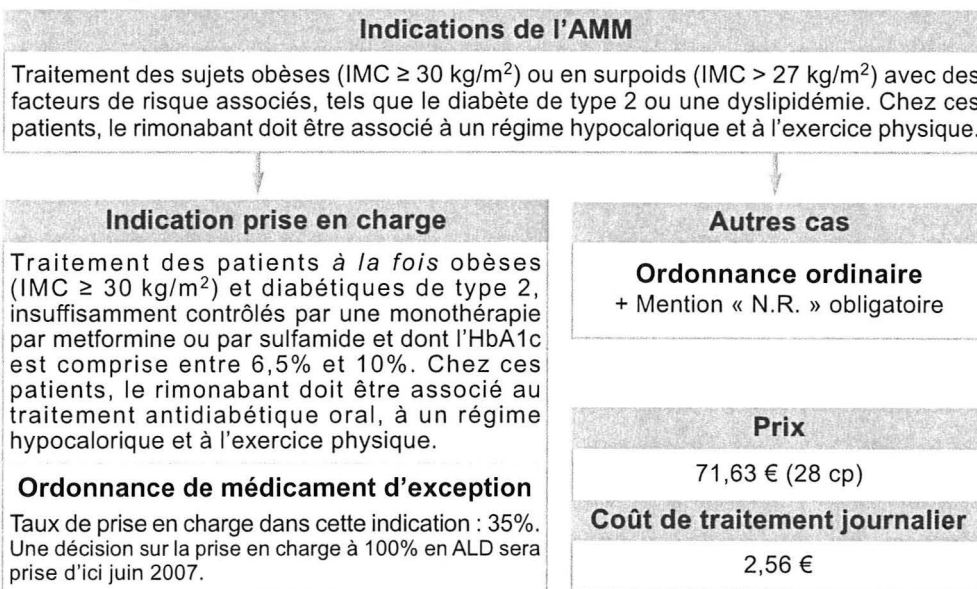 Indications de l'AMM
Traitement des sujets obèses (IMC ≥ 30 kg/m²) ou en surpoids (IMC > 27 kg/m²) avec des
facteurs de risque associés, tels que le diabète de type 2 ou une dyslipidémie. Chez ces
patients, le rimonabant doit être associé à un régime hypocalorique et à l'exercice physique.
Indication prise en charge
Traitement des patients à la fois obèses
(IMC ≥ 30 kg/m²) et diabétiques de type 2,
insuffisamment contrôlés par une monothérapie
par metformine ou par sulfamide et dont l'HbA1c
est comprise entre 6,5% et 10%. Chez ces
patients, le rimonabant doit être associé au
traitement antidiabétique oral, à un régime
hypocalorique et à l'exercice physique.
Ordonnance de médicament d'exception
Taux de prise en charge dans cette indication : 35%.
Une décision sur la prise en charge à 100% en ALD sera
prise d'ici juin 2007.
Autres cas
Ordonnance ordinaire
+ Mention « N.R. » obligatoire
Prix
71,63 € (28 cp)
Coût de traitement journalier
2,56 €